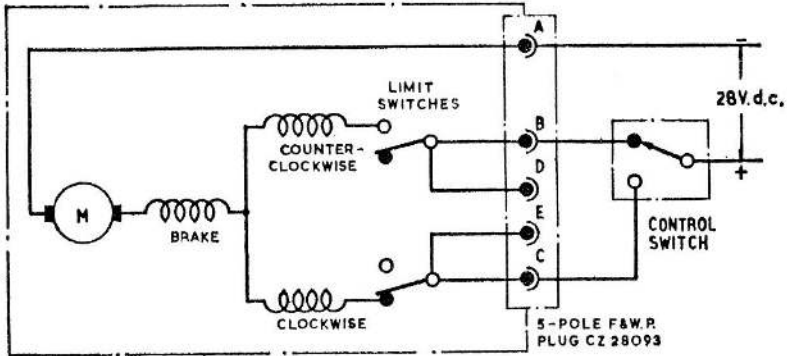 A
−
LIMIT
SWITCHES
28V. d.c.
B
COUNTER-
CLOCKWISE
D
+
M
E
CONTROL
SWITCH
BRAKE
C
CLOCKWISE
5-POLE F&W.P.
PLUG CZ 28093